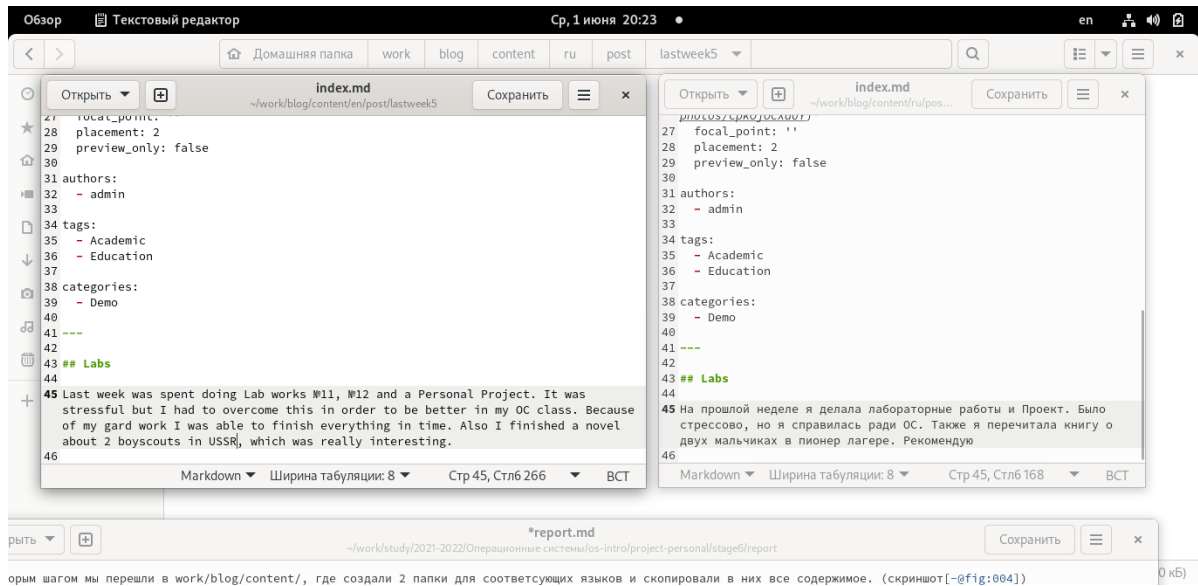 Обзор Текстовый редактор Ср, 1 июня 20:23 en
Домашняя папка work blog content ru post lastweek5
Открыть index.md Сохранить
~/work/blog/content/en/post/lastweek5
27 focal_point: ''
28 placement: 2
29 preview_only: false
30
31 authors:
32 - admin
33
34 tags:
35 - Academic
36 - Education
37
38 categories:
39 - Demo
40
41 ---
42
43 ## Labs
44
45 Last week was spent doing Lab works №11, №12 and a Personal Project. It was
stressful but I had to overcome this in order to be better in my OC class. Because
of my gard work I was able to finish everything in time. Also I finished a novel
about 2 boyscouts in USSR, which was really interesting.
46
Markdown Ширина табуляции: 8 Стр 45, Стлб 266 ВСТ
Открыть index.md Сохранить
~/work/blog/content/ru/pos...
27 focal_point: ''
28 placement: 2
29 preview_only: false
30
31 authors:
32 - admin
33
34 tags:
35 - Academic
36 - Education
37
38 categories:
39 - Demo
40
41 ---
42
43 ## Labs
44
45 На прошлой неделе я делала лабораторные работы и Проект. Было
стрессово, но я справилась ради ОС. Также я перечитала книгу о
двух мальчиках в пионер лагере. Рекомендую
46
Markdown Ширина табуляции: 8 Стр 45, Стлб 168 ВСТ
рыть *report.md Сохранить
~/work/study/2021-2022/Операционные системы/os-intro/project-personal/stage6/report
орым шагом мы перешли в work/blog/content/, где создали 2 папки для соответсующих языков и скопировали в них все содержимое. (скриншот[-@fig:004])
0 кБ)